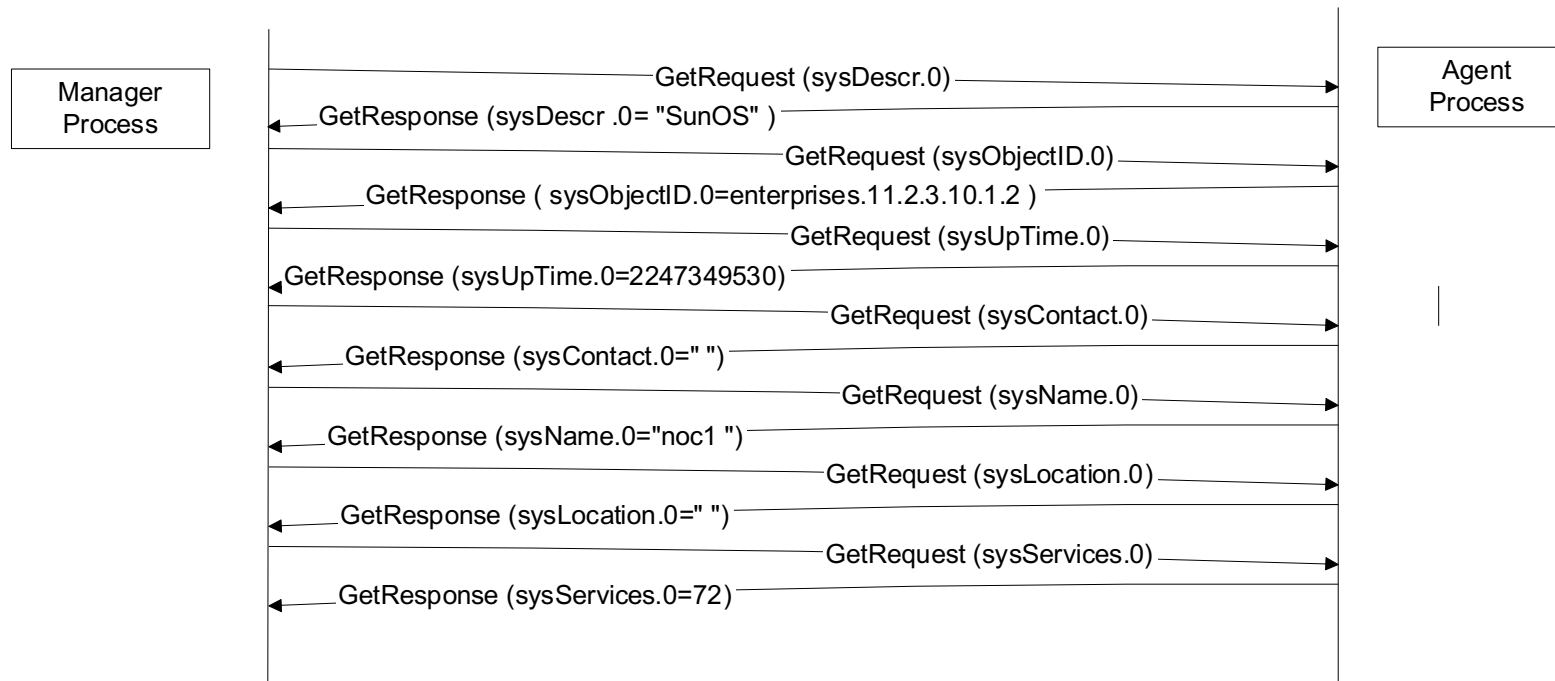 Manager
Process
Agent
Process
GetRequest (sysDescr.0)
GetResponse (sysDescr .0= "SunOS" )
GetRequest (sysObjectID.0)
GetResponse ( sysObjectID.0=enterprises.11.2.3.10.1.2 )
GetRequest (sysUpTime.0)
GetResponse (sysUpTime.0=2247349530)
GetRequest (sysContact.0)
GetResponse (sysContact.0=" ")
GetRequest (sysName.0)
GetResponse (sysName.0="noc1 ")
GetRequest (sysLocation.0)
GetResponse (sysLocation.0=" ")
GetRequest (sysServices.0)
GetResponse (sysServices.0=72)